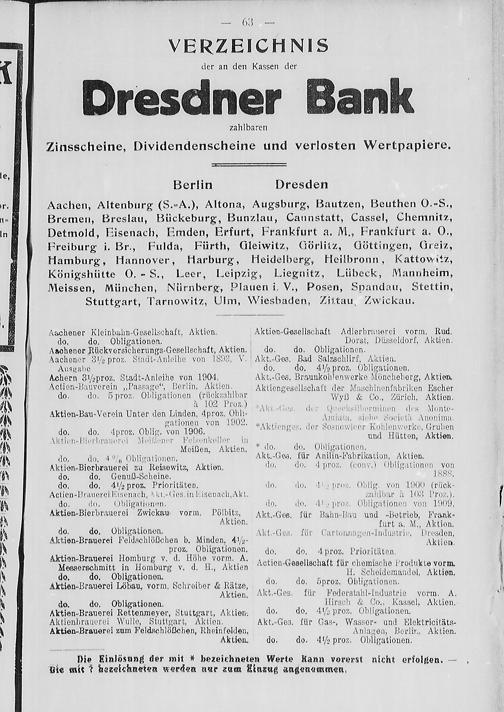 — 63 —
VERZEICHNIS
der an den Kassen der
Dresdner Bank
zahlbaren
Zinsscheine, Dividendenscheine und verlosten Wertpapiere.
Berlin Dresden
Aachen, Altenburg (S.-A.), Altona, Augsburg, Bautzen, Beuthen O.-S.,
Bremen, Breslau, Bückeburg, Bunzlau, Cannstatt, Cassel, Chemnitz,
Detmold, Eisenach, Emden, Erfurt, Frankfurt a. M., Frankfurt a. O.,
Freiburg i. Br., Fulda, Fürth, Gleiwitz, Görlitz, Göttingen, Greiz,
Hamburg, Hannover, Harburg, Heidelberg, Heilbronn, Kattowitz,
Königshütte O. - S., Leer, Leipzig, Liegnitz, Lübeck, Mannheim,
Meissen, München, Nürnberg, Plauen i. V., Posen, Spandau, Stettin,
Stuttgart, Tarnowitz, Ulm, Wiesbaden, Zittau, Zwickau.
Aachener Kleinbahn-Gesellschaft, Aktien.
do. do. Obligationen.
Aachener Rückversicherungs-Gesellschaft, Aktien.
Aachener 3½ proz. Stadt-Anleihe von 1893, V.
Ausgabe
Achern 3½proz. Stadt-Anleihe von 1904.
Action-Bauverein „Passage", Berlin, Aktien.
do. do. 5 proz. Obligationen (rückzahlbar
à 102 Proz.)
Aktien-Bau-Verein Unter den Linden, 4proz. Obli-
gationen von 1902.
do. do. 4proz. Oblig. von 1906.
Aktien-Bierbrauerei Meißener Felsenkeller in
Meißen, Aktien.
do. do. 4% Obligationen.
Aktien-Bierbrauerei zu Reisewitz, Aktien.
do. do. Genuß-Scheine.
do. do. 4½ proz. Prioritäten.
Actien-Brauerei Eisenach, Akt.-Ges. in Eisenach, Akt.
do. do. Obligationen.
Aktien-Bierbrauerei Zwickau vorm. Pölbitz,
Aktien.
do. do. Obligationen.
Aktien-Brauerei Feldschlößchen b. Minden, 4½-
proz. Obligationen.
Aktien-Brauerei Homburg v. d. Höhe vorm. A.
Messerschmitt in Homburg v. d. H., Aktien
do. do. Obligationen.
Aktien-Brauerei Löbau, vorm. Schreiber & Rätze,
Aktien.
do. do. Obligationen.
Aktien-Brauerei Rettenmeyer, Stuttgart, Aktien.
Aktienbrauerei Wulle, Stuttgart, Aktien.
Aktien-Brauerei zum Feldschlößchen, Rheinfelden,
Aktien.
Aktien-Gesellschaft Adlerbrauerei vorm. Rud.
Dorst, Düsseldorf, Aktien.
do. do. Obligationen.
Akt.-Ges. Bad Salzschlirf, Aktien.
do. do. 4½ proz. Obligationen.
Akt.-Ges. Braunkohlenwerke Möncheberg, Aktien.
Aktiengesellschaft der Maschinenfabriken Escher
Wyß & Co., Zürich, Aktien.
*Akt.-Ges. der Quecksilberminen des Monte-
Amiata, siehe Società Anonima.
*Aktienges. der Sosnowicer Kohlenwerke, Gruben
und Hütten, Aktien.
* do. do. Obligationen.
Akt.-Ges. für Anilin-Fabrikation, Aktien.
do. do. 4 proz. (conv.) Obligationen von
1888.
do. do. 4½ proz. Oblig. von 1900 (rück-
zahlbar à 103 Proz.)
do. do. 4½ proz. Obligationen von 1909.
Akt.-Ges. für Bahn-Bau und -Betrieb, Frank-
furt a. M., Aktien.
Akt.-Ges. für Cartonnagen-Industrie, Dresden,
Aktien.
do. do. 4 proz. Prioritäten.
Actien-Gesellschaft für chemische Produkte vorm.
H. Scheidemandel, Aktien.
do. do. 5proz. Obligationen.
Akt.-Ges. für Federstahl-Industrie vorm. A.
Hirsch & Co., Kassel, Aktien.
do. do. 4½ proz. Obligationen.
Akt.-Ges. für Gas-, Wasser- und Elektricitäts-
Anlagen, Berlin, Aktien.
do. do. 4½ proz. Obligationen.
Die Einlösung der mit * bezeichneten Werte kann vorerst nicht erfolgen. —
Die mit ? bezeichneten werden nur zum Einzug angenommen.